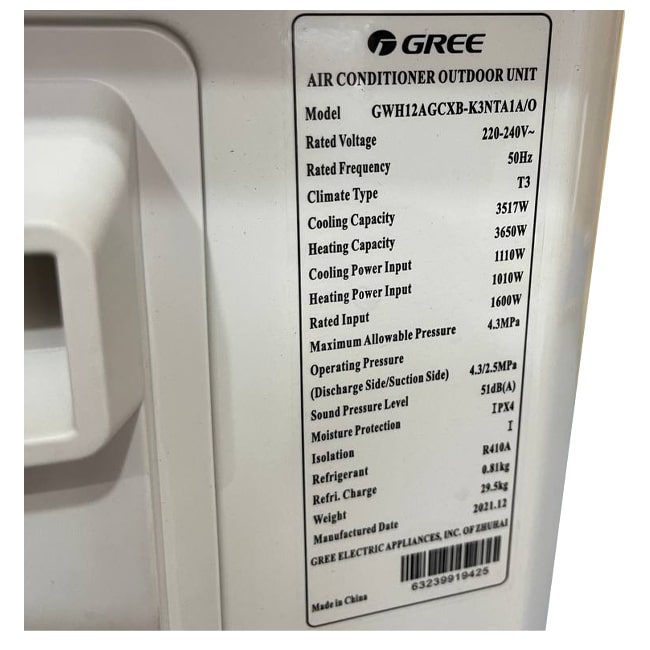 GREE
AIR CONDITIONER OUTDOOR UNIT
Model GWH12AGCXB-K3NTA1A/O
Rated Voltage 220-240V~
Rated Frequency 50Hz
Climate Type T3
Cooling Capacity 3517W
Heating Capacity 3650W
Cooling Power Input 1110W
Heating Power Input 1010W
Rated Input 1600W
Maximum Allowable Pressure 4.3MPa
Operating Pressure
(Discharge Side/Suction Side) 4.3/2.5MPa
Sound Pressure Level 51dB(A)
Moisture Protection IPX4
Isolation I
Refrigerant R410A
Refri. Charge 0.81kg
Weight 29.5kg
Manufactured Date 2021.12
GREE ELECTRIC APPLIANCES, INC. OF ZHUHAI
63239919425
Made in China